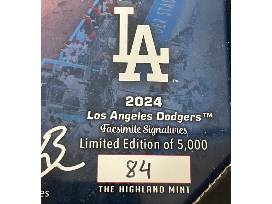 LA
2024
Los Angeles Dodgers™
Facsimile Signatures
Limited Edition of 5,000
84
THE HIGHLAND MINT